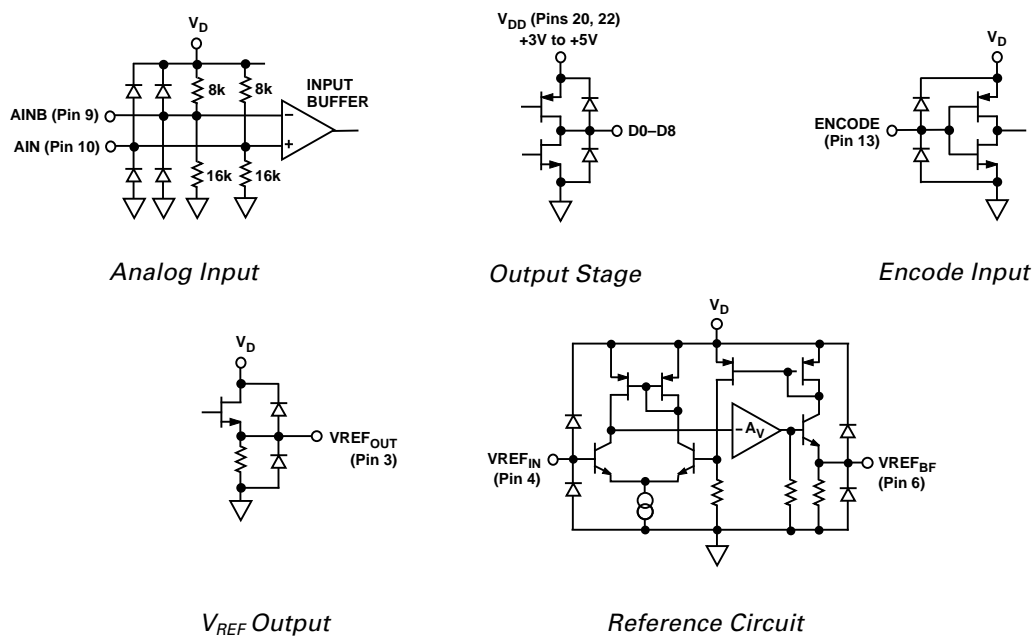 V_D
8k 8k
INPUT
BUFFER
AINB (Pin 9)
–
AIN (Pin 10)
+
16k 16k
Analog Input
V_DD (Pins 20, 22)
+3V to +5V
D0–D8
Output Stage
V_D
ENCODE
(Pin 13)
Encode Input
V_D
VREF_OUT
(Pin 3)
V_REF Output
V_D
–A_V
VREF_IN
(Pin 4)
VREF_BF
(Pin 6)
Reference Circuit